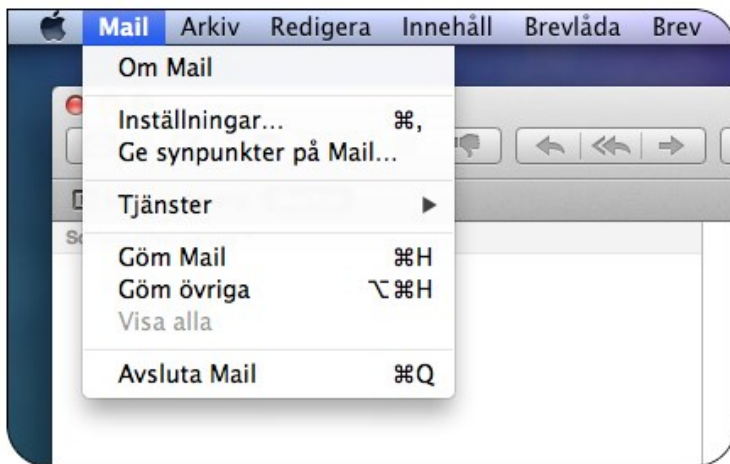 Mail Arkiv Redigera Innehåll Brevlåda Brev
Om Mail
Inställningar... ⌘,
Ge synpunkter på Mail...
Tjänster ▶
Göm Mail ⌘H
Göm övriga ⌥⌘H
Visa alla
Avsluta Mail ⌘Q